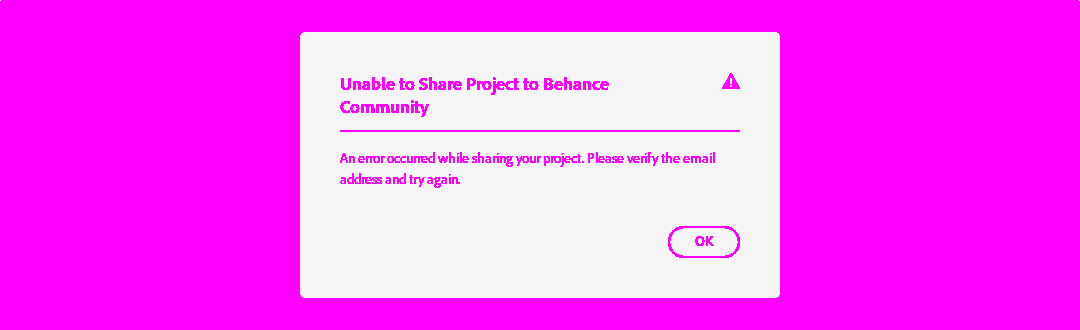 Unable to Share Project to Behance
Community
An error occurred while sharing your project. Please verify the email
address and try again.
OK